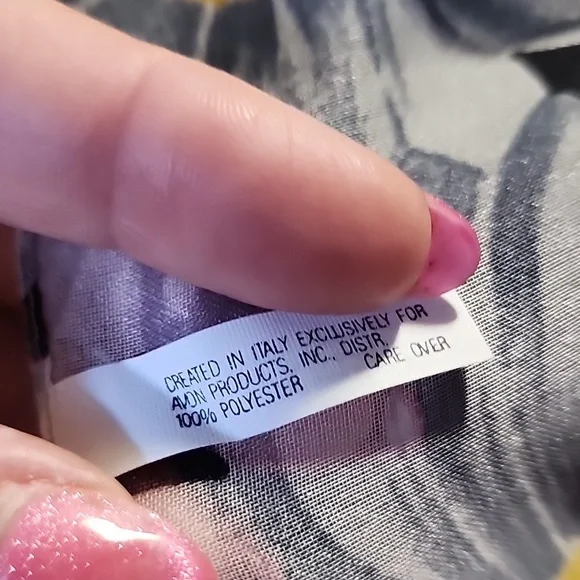 CREATED IN ITALY EXCLUSIVELY FOR
AVON PRODUCTS, INC., DISTR.
100% POLYESTER CARE OVER